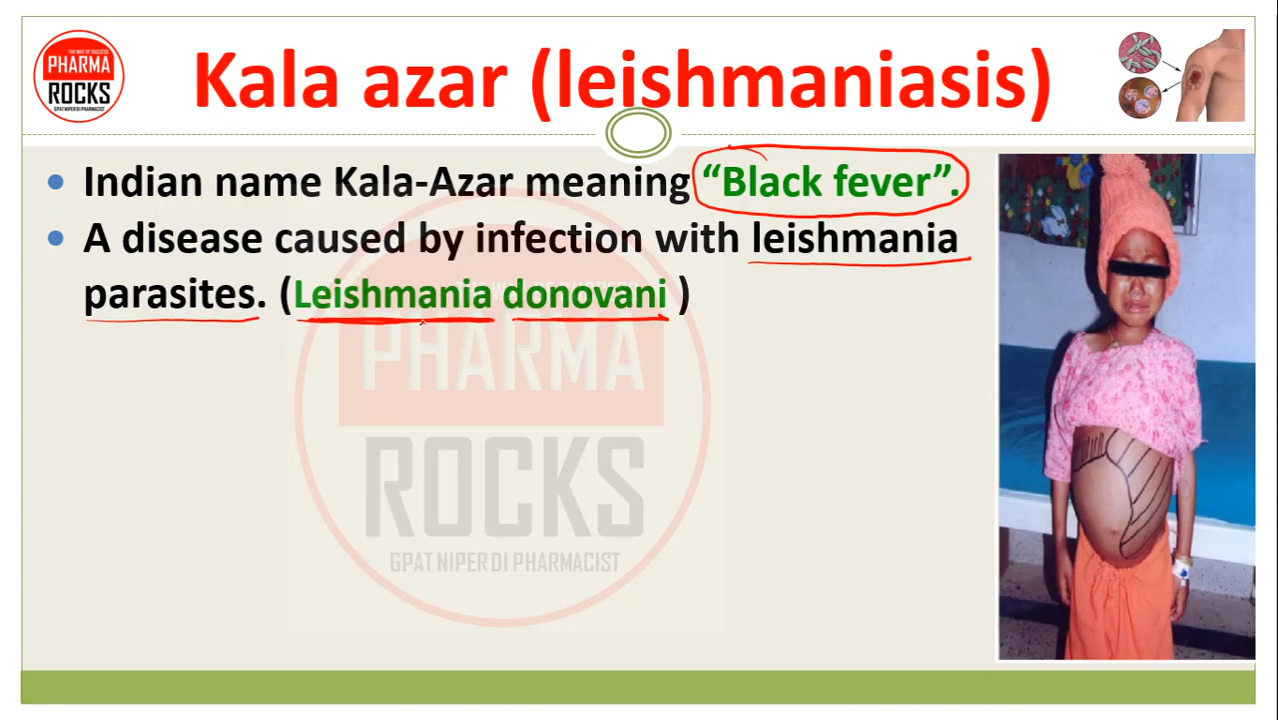 THE WAY OF SUCCESS
PHARMA
ROCKS
GPAT NIPER DI PHARMACIST
Kala azar (leishmaniasis)
• Indian name Kala-Azar meaning “Black fever”.
• A disease caused by infection with leishmania
parasites. (Leishmania donovani )
PHARMA
ROCKS
GPAT NIPER DI PHARMACIST